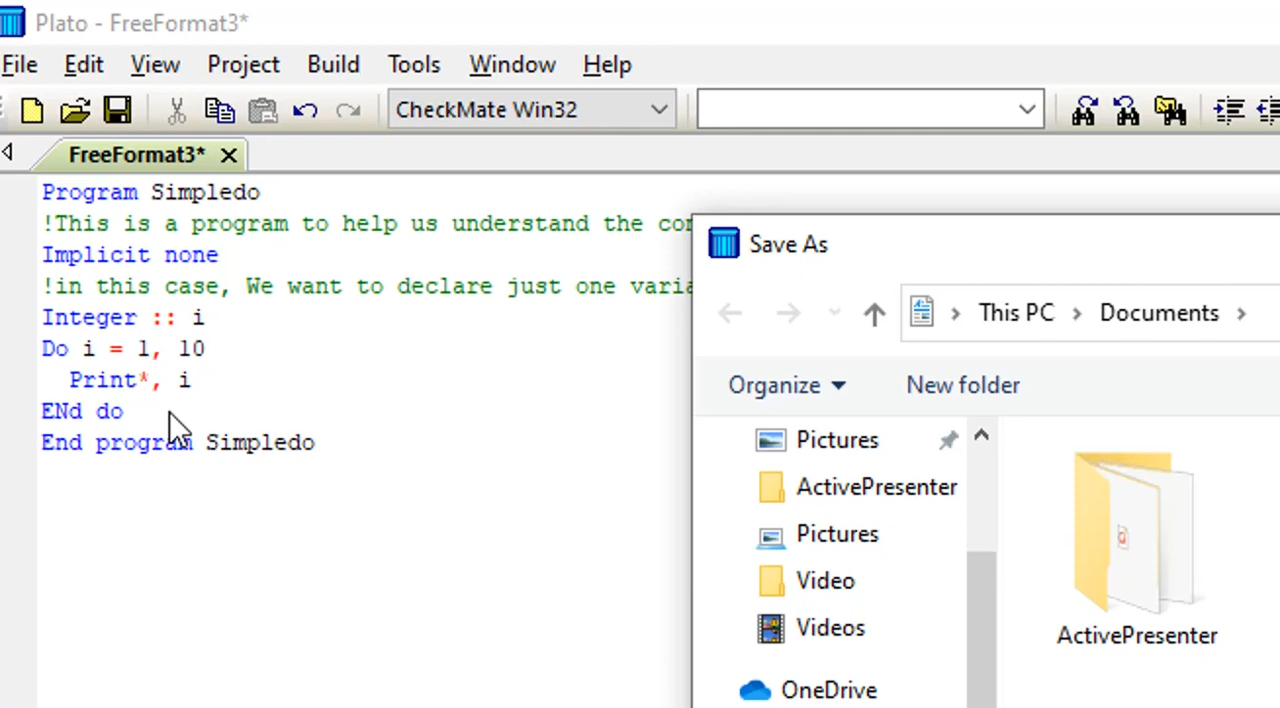 Plato - FreeFormat3*
File Edit View Project Build Tools Window Help
CheckMate Win32
FreeFormat3*
Program Simpledo
!This is a program to help us understand the
Implicit none
!in this case, We want to declare just one
Integer :: i
Do i = 1, 10
Print*, i
ENd do
End program Simpledo
Save As
This PC > Documents >
Organize New folder
Pictures
ActivePresenter
Pictures
Video
Videos
OneDrive
ActivePresenter